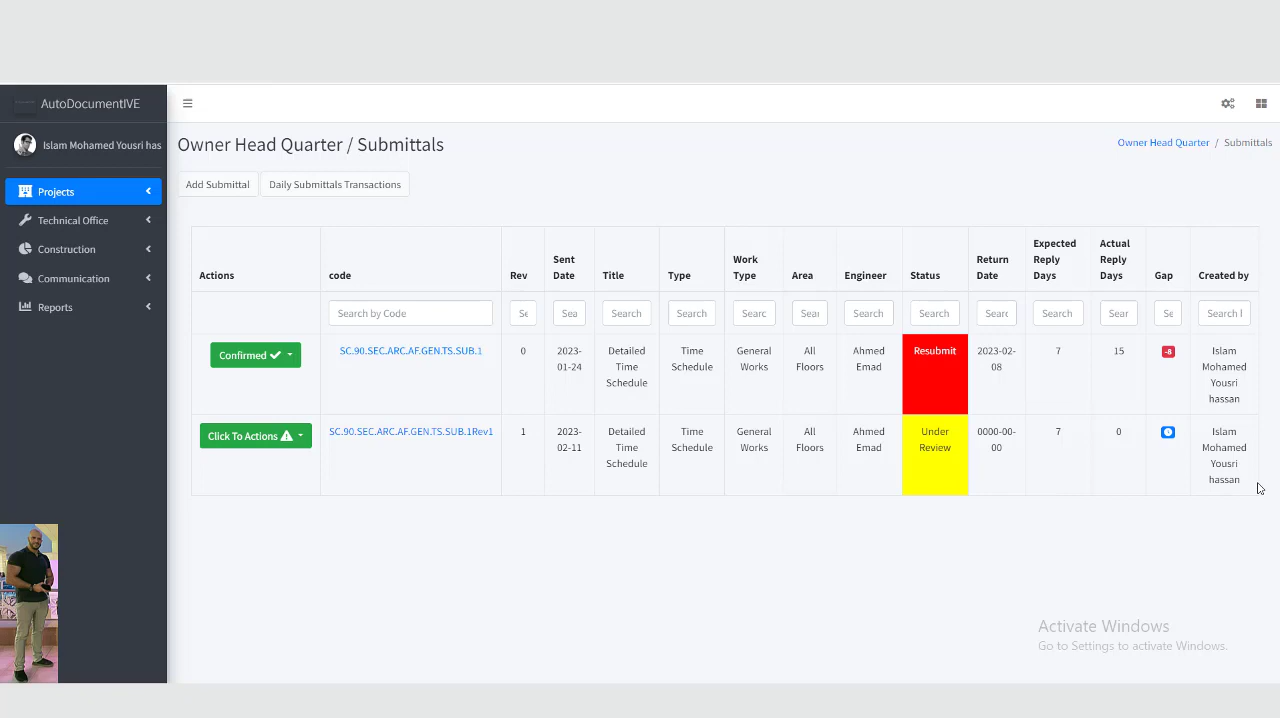 AutoDocumentIVE
Islam Mohamed Yousri has
Projects
Technical Office
Construction
Communication
Reports
Owner Head Quarter / Submittals
Owner Head Quarter / Submittals
Add Submittal
Daily Submittals Transactions
Actions
code
Rev
Sent
Date
Title
Type
Work
Type
Area
Engineer
Status
Return
Date
Expected
Reply
Days
Actual
Reply
Days
Gap
Created by
Search by Code
Se
Sea
Search
Search
Searc
Sear
Search
Search
Searc
Search
Sear
Se
Search l
Confirmed
SC.90.SEC.ARC.AF.GEN.TS.SUB.1
0
2023-
01-24
Detailed
Time
Schedule
Time
Schedule
General
Works
All
Floors
Ahmed
Emad
Resubmit
2023-02-
08
7
15
-8
Islam
Mohamed
Yousri
hassan
Click To Actions
SC.90.SEC.ARC.AF.GEN.TS.SUB.1Rev1
1
2023-
02-11
Detailed
Time
Schedule
Time
Schedule
General
Works
All
Floors
Ahmed
Emad
Under
Review
0000-00-
00
7
0
Islam
Mohamed
Yousri
hassan
Activate Windows
Go to Settings to activate Windows.